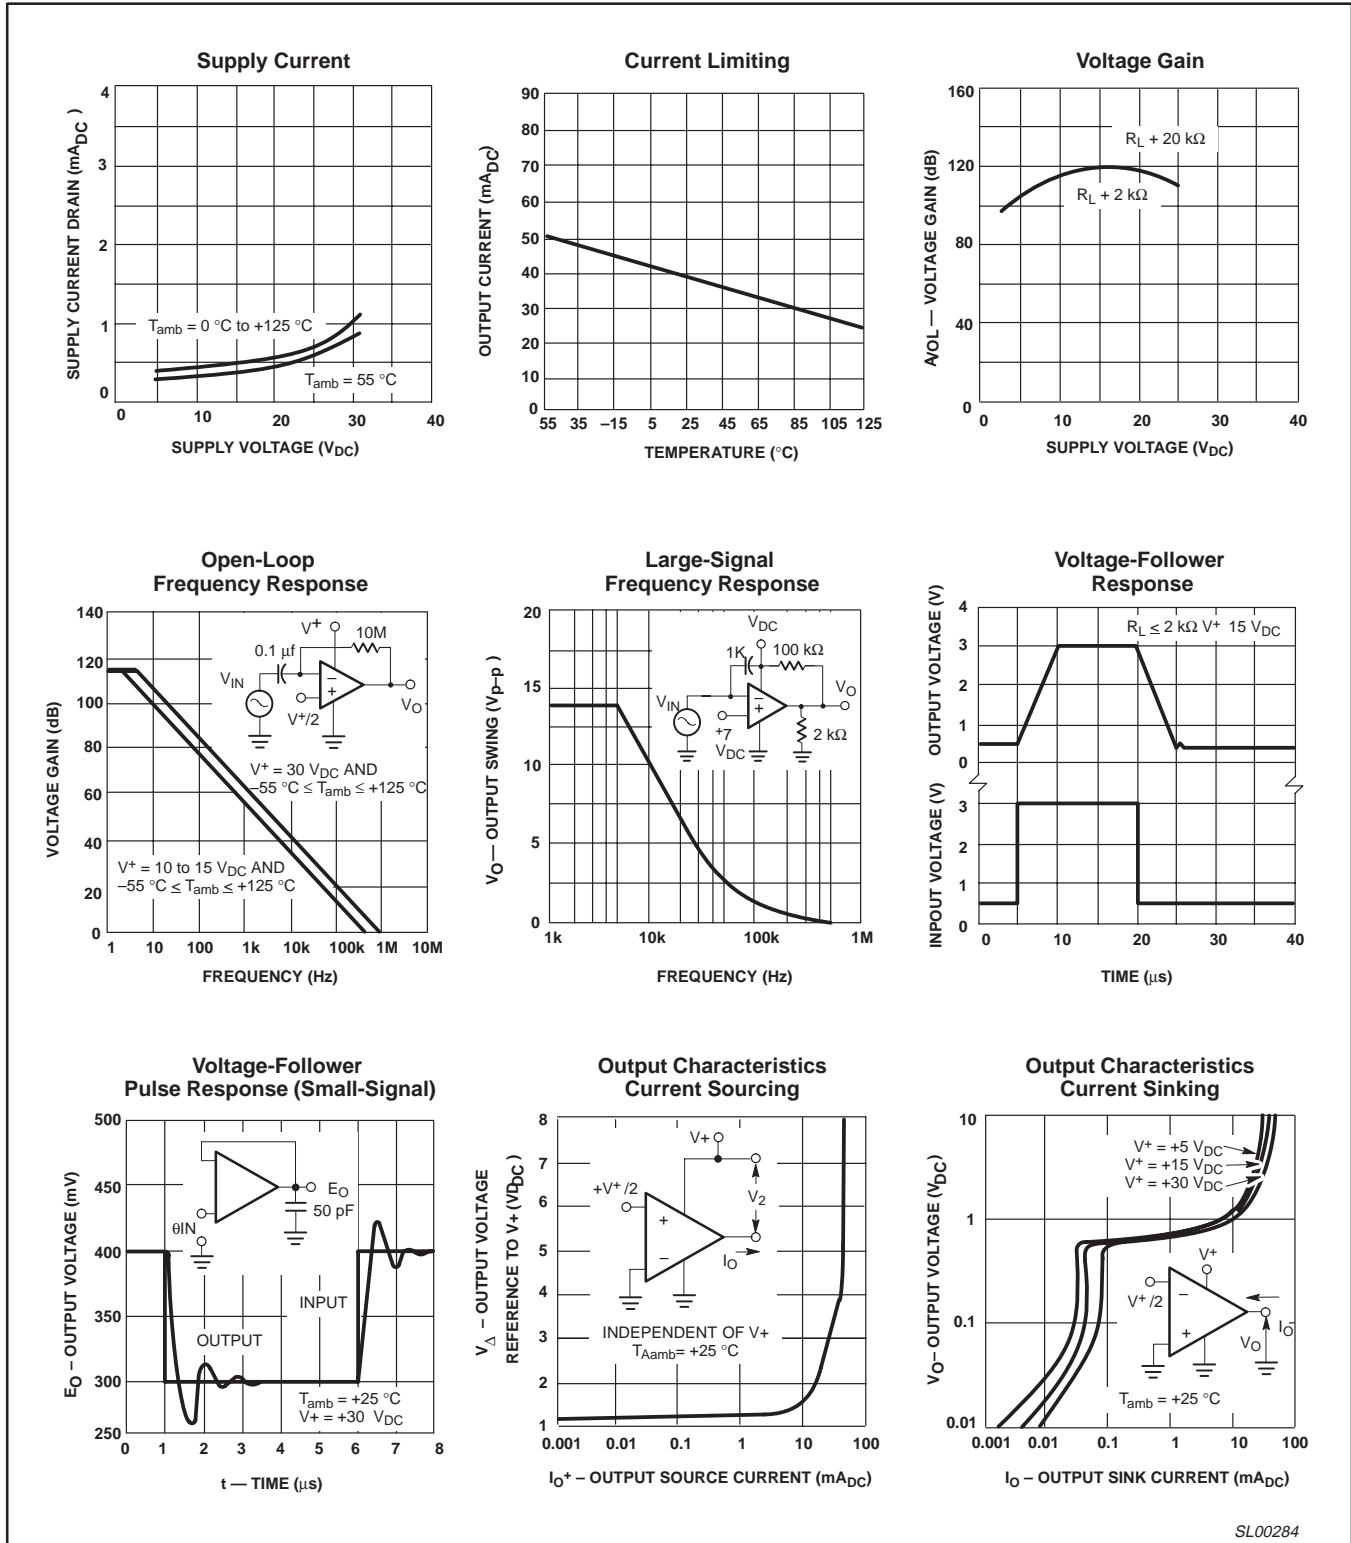 Supply Current
SUPPLY CURRENT DRAIN (mADC)
4
3
2
1
0
Tamb = 0 °C to +125 °C
Tamb = 55 °C
0 10 20 30 40
SUPPLY VOLTAGE (VDC)
Current Limiting
OUTPUT CURRENT (mADC)
90
80
70
60
50
40
30
20
10
0
55 35 –15 5 25 45 65 85 105 125
TEMPERATURE (°C)
Voltage Gain
AVOL — VOLTAGE GAIN (dB)
160
120
80
40
0
RL + 20 kΩ
RL + 2 kΩ
0 10 20 30 40
SUPPLY VOLTAGE (VDC)
Open-Loop
Frequency Response
VOLTAGE GAIN (dB)
140
120
100
80
60
40
20
0
V+
10M
0.1 µf
VIN
–
+
VO
V+/2
V+ = 30 VDC AND
–55 °C ≤ Tamb ≤ +125 °C
V+ = 10 to 15 VDC AND
–55 °C ≤ Tamb ≤ +125 °C
1 10 100 1k 10k 100k 1M 10M
FREQUENCY (Hz)
Large-Signal
Frequency Response
VO — OUTPUT SWING (Vp–p)
20
15
10
5
0
VDC
1K 100 kΩ
VIN
–
+
VO
+7
VDC
2 kΩ
1k 10k 100k 1M
FREQUENCY (Hz)
Voltage-Follower
Response
OUTPUT VOLTAGE (V)
4
3
2
1
0
RL ≤ 2 kΩ V+ 15 VDC
INPOUT VOLTAGE (V)
3
2
1
0
0 10 20 30 40
TIME (µs)
Voltage-Follower
Pulse Response (Small-Signal)
EO – OUTPUT VOLTAGE (mV)
500
450
400
350
300
250
EO
50 pF
θIN
INPUT
OUTPUT
Tamb = +25 °C
V+ = +30 VDC
0 1 2 3 4 5 6 7 8
t — TIME (µs)
Output Characteristics
Current Sourcing
V∆ – OUTPUT VOLTAGE
REFERENCE TO V+ (VDDC)
8
7
6
5
4
3
2
1
V+
+V+/2
+
–
V2
IO
INDEPENDENT OF V+
TAamb= +25 °C
0.001 0.01 0.1 1 10 100
IO+ – OUTPUT SOURCE CURRENT (mADC)
Output Characteristics
Current Sinking
VO– OUTPUT VOLTAGE (VDC)
10
1
0.1
0.01
V+ = +5 VDC
V+ = +15 VDC
V+ = +30 VDC
V+
V+/2
–
+
VO
IO
Tamb = +25 °C
0.001 0.01 0.1 1 10 100
IO – OUTPUT SINK CURRENT (mADC)
SL00284